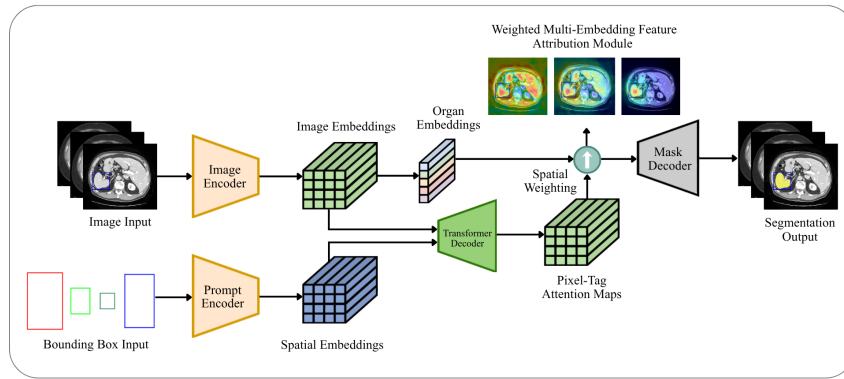 Weighted Multi-Embedding Feature
Attribution Module
Image Embeddings
Organ
Embeddings
Image
Encoder
Mask
Decoder
Spatial
Weighting
Image Input
Transformer
Decoder
Segmentation
Output
Prompt
Encoder
Pixel-Tag
Attention Maps
Bounding Box Input
Spatial Embeddings